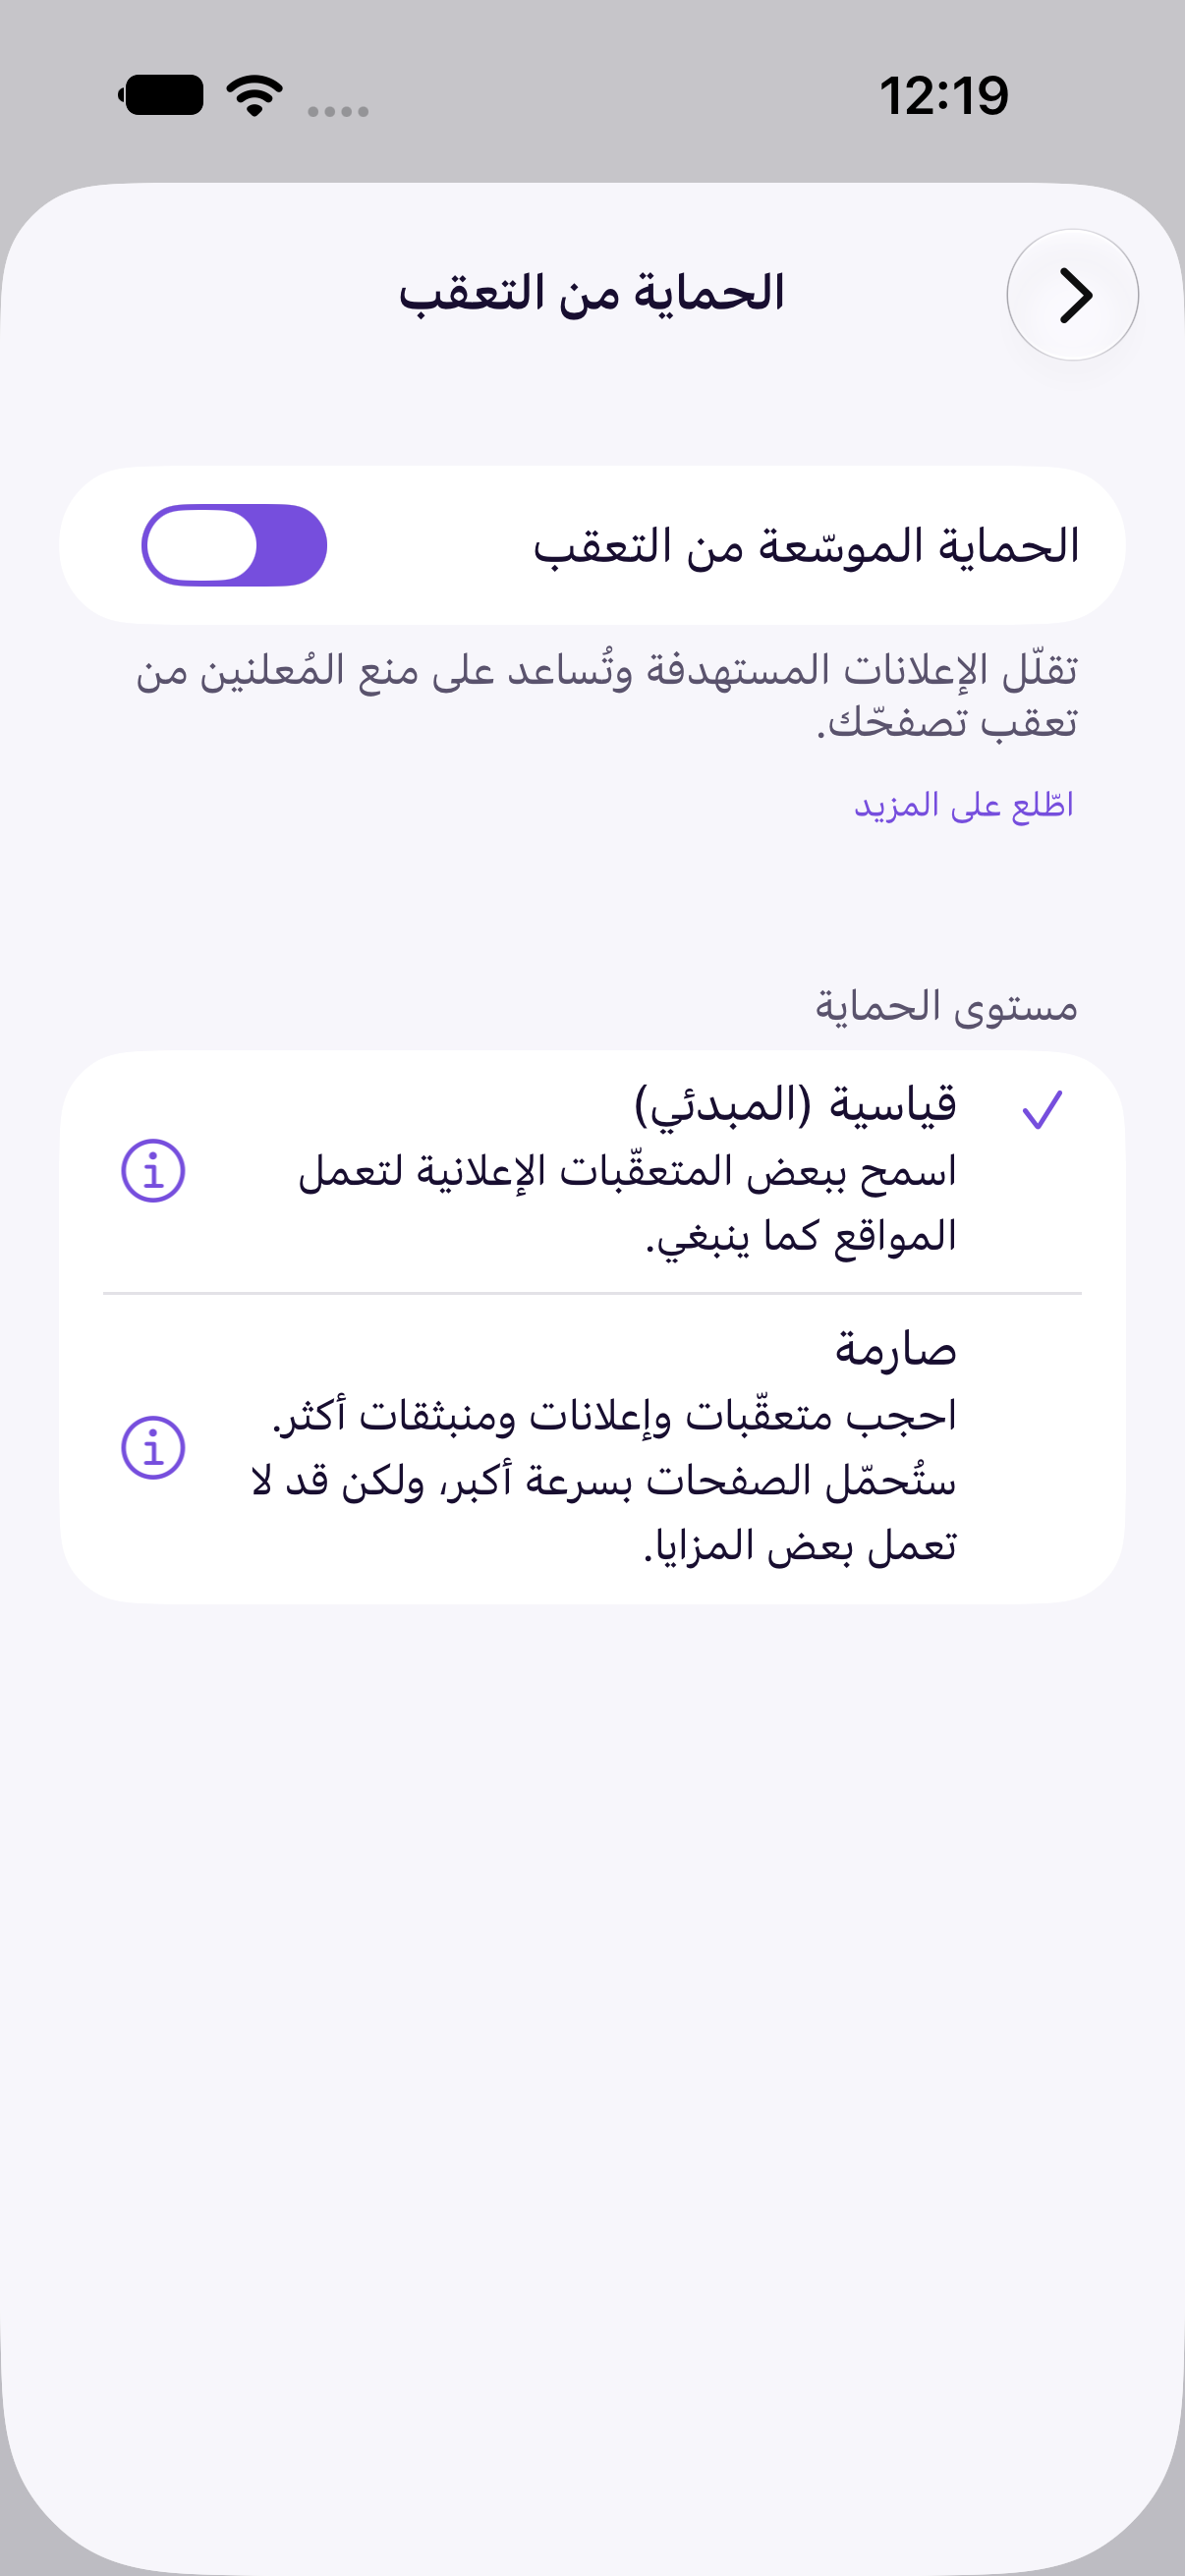 12:19
الحماية من التعقب
الحماية الموسّعة من التعقب
تقلّل الإعلانات المستهدفة وتُساعد على منع المُعلنين من
تعقب تصفحّك.
اطّلع على المزيد
مستوى الحماية
قياسية (المبدئي)
اسمح ببعض المتعقّبات الإعلانية لتعمل
المواقع كما ينبغي.
صارمة
احجب متعقّبات وإعلانات ومنبثقات أكثر.
ستُحمّل الصفحات بسرعة أكبر، ولكن قد لا
تعمل بعض المزايا.